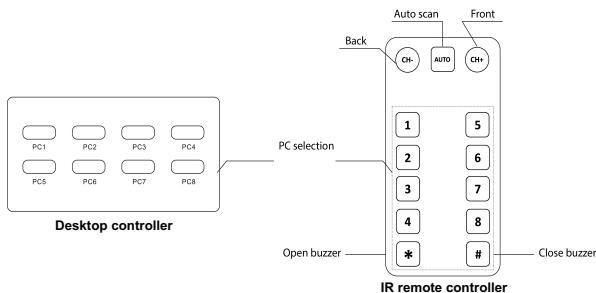 Auto scan
Front
Back
CH-
AUTO
CH+
1
5
PC1 PC2 PC3 PC4
PC selection
2
6
PC5 PC6 PC7 PC8
3
7
4
8
Desktop controller
Open buzzer
*
#
Close buzzer
IR remote controller